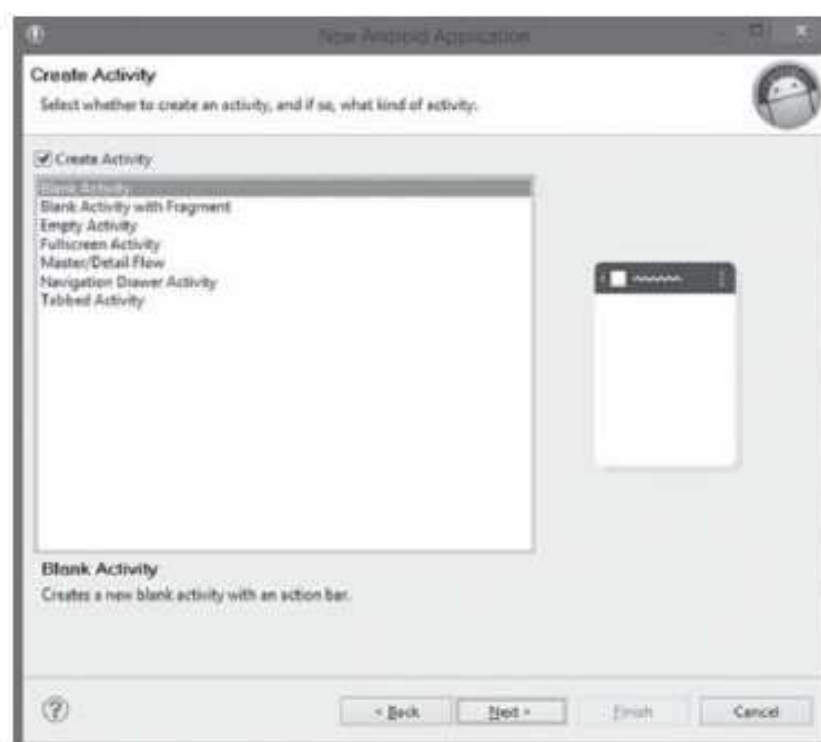 New Android Application
Create Activity
Select whether to create an activity, and if so, what kind of activity.
Create Activity
Blank Activity
Blank Activity with Fragment
Empty Activity
Fullscreen Activity
Master/Detail Flow
Navigation Drawer Activity
Tabbed Activity
Blank Activity
Creates a new blank activity with an action bar.
?
< Back
Next >
Finish
Cancel